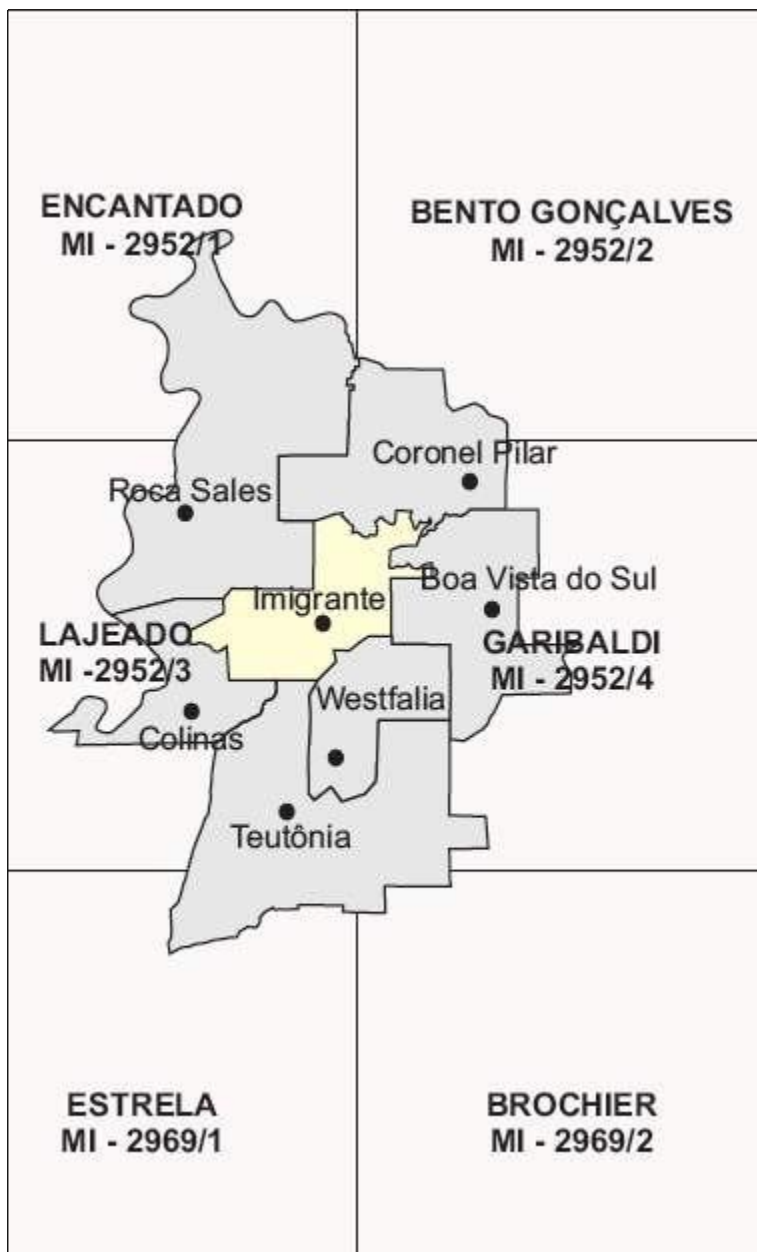 ENCANTADO
MI - 2952/1
BENTO GONÇALVES
MI - 2952/2
Coronel Pilar
Roca Sales
Imigrante
Boa Vista do Sul
LAJEADO
MI -2952/3
GARIBALDI
MI - 2952/4
Westfalia
Colinas
Teutônia
ESTRELA
MI - 2969/1
BROCHIER
MI - 2969/2